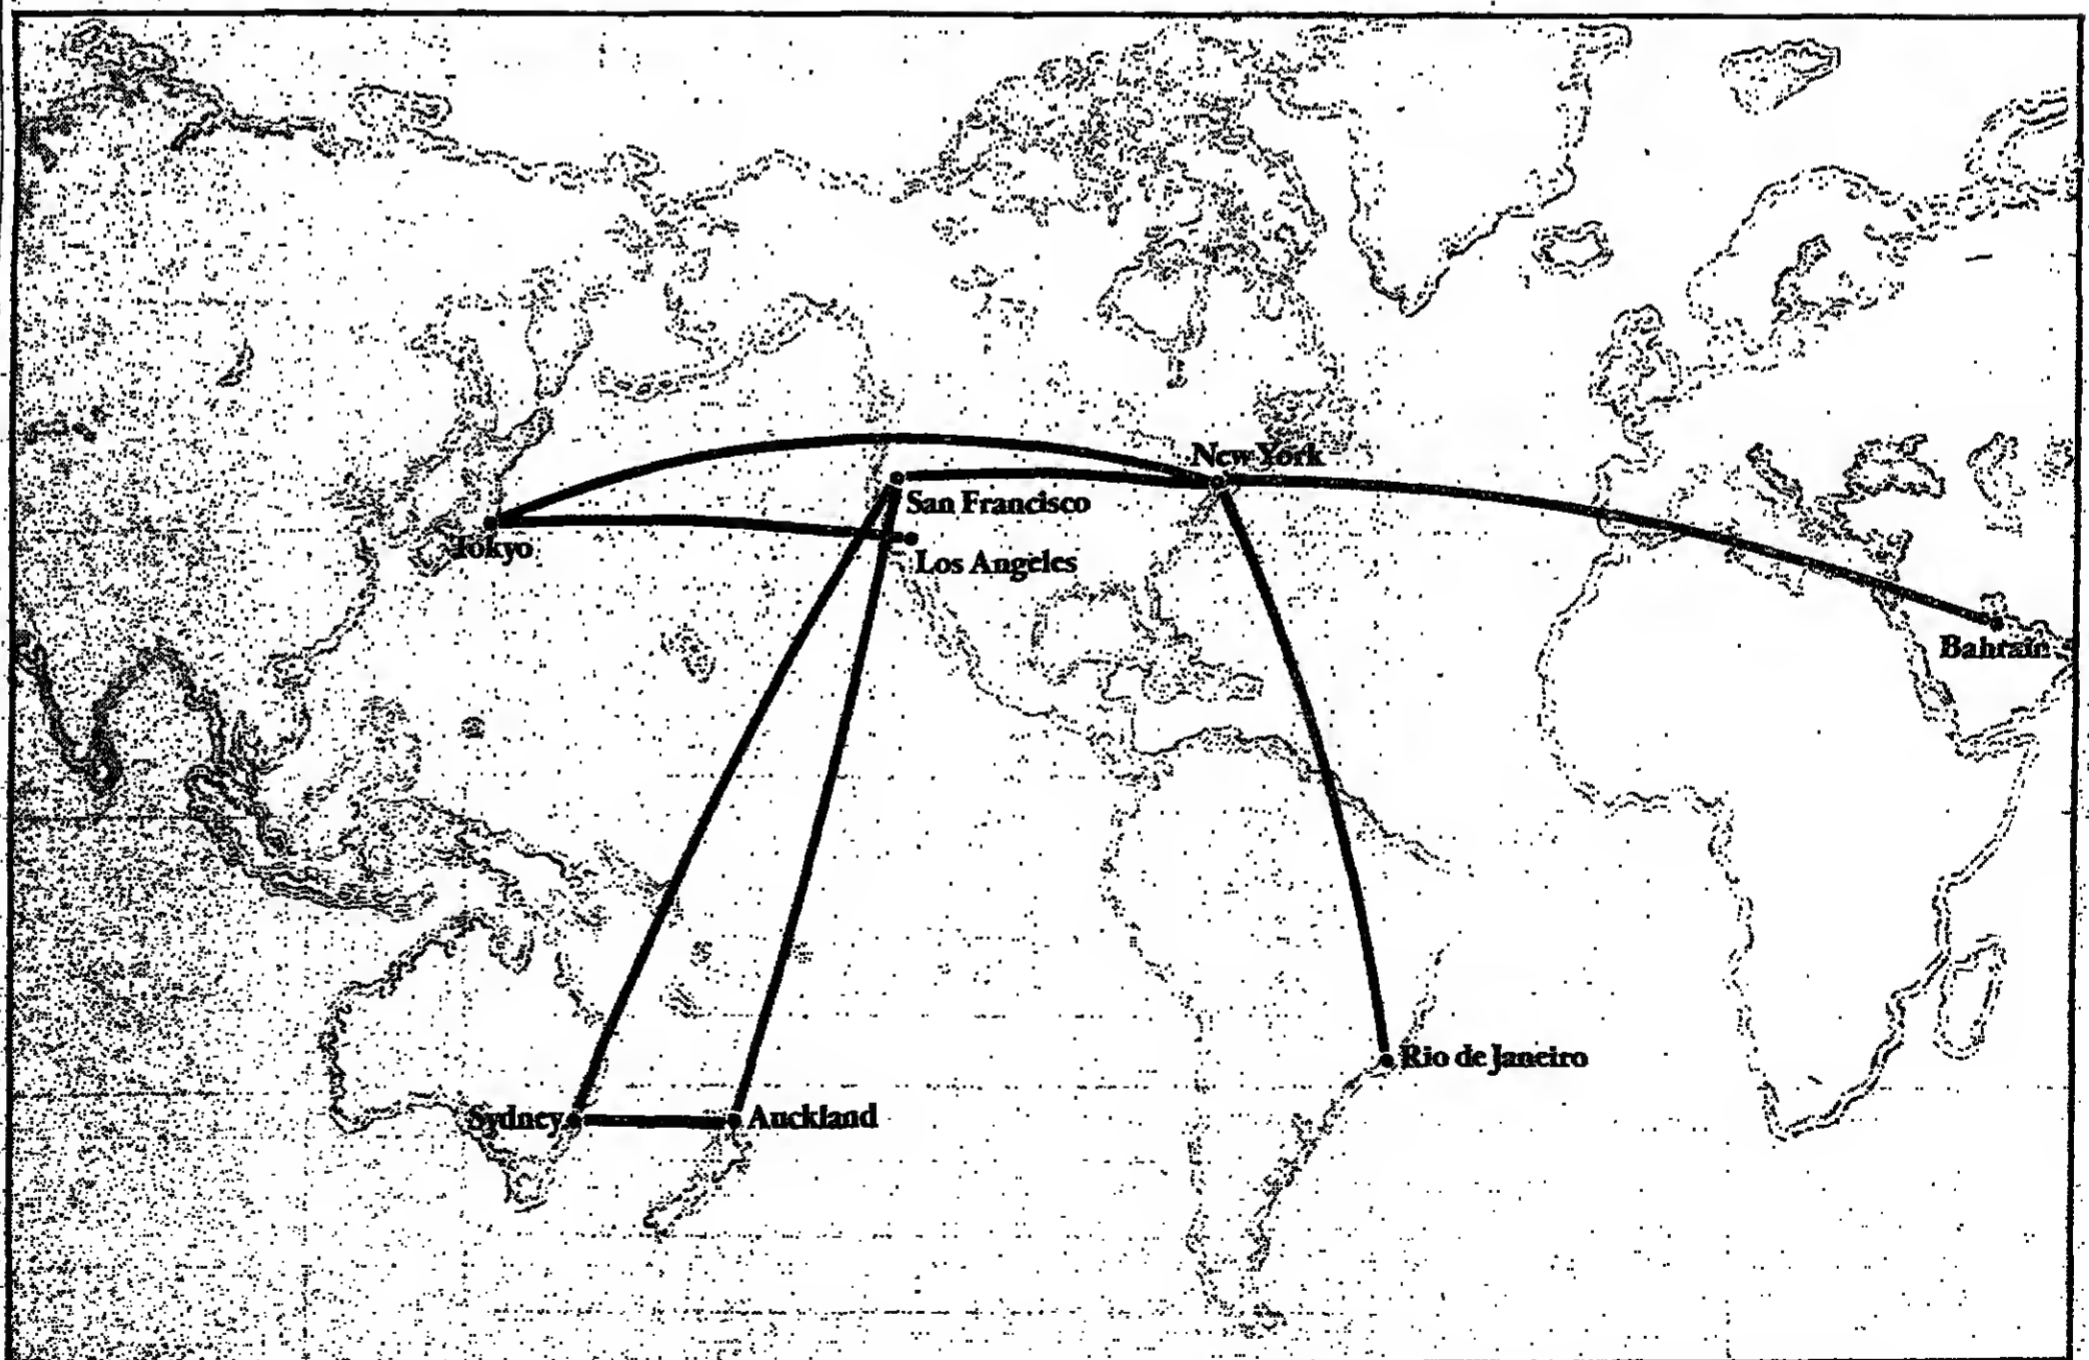 New York
San Francisco
Tokyo
Los Angeles
Bahrain
Rio de Janeiro
Sydney
Auckland